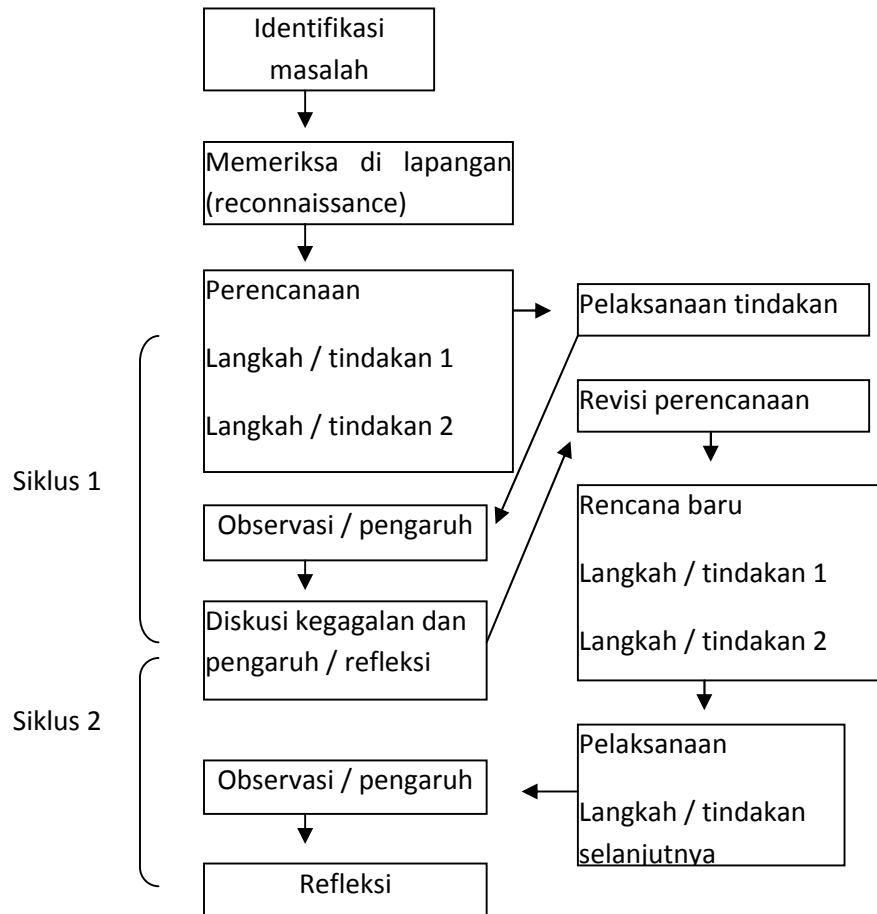 Identifikasi
masalah
Memeriksa di lapangan
(reconnaissance)
Perencanaan
Langkah / tindakan 1
Langkah / tindakan 2
Pelaksanaan tindakan
Siklus 1
Observasi / pengaruh
Diskusi kegagalan dan
pengaruh / refleksi
Revisi perencanaan
Rencana baru
Langkah / tindakan 1
Langkah / tindakan 2
Siklus 2
Pelaksanaan
Langkah / tindakan
selanjutnya
Observasi / pengaruh
Refleksi